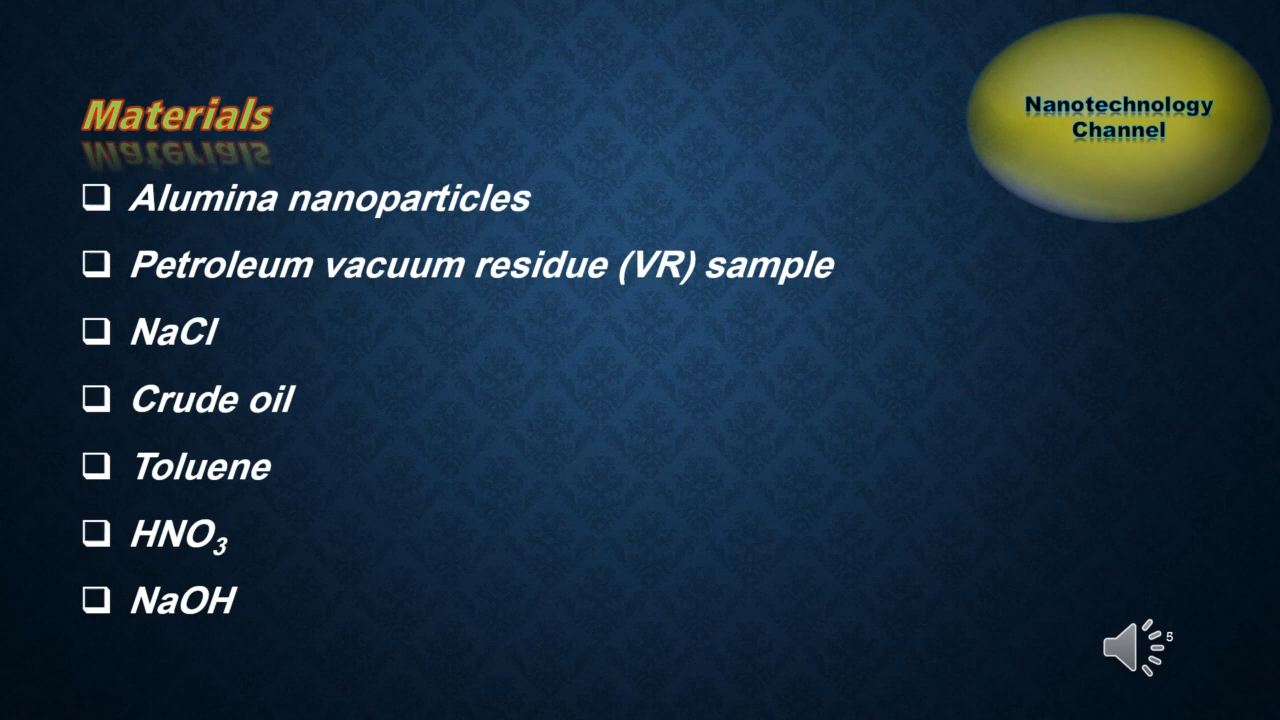 Nanotechnology
Channel
Materials
❑ Alumina nanoparticles
❑ Petroleum vacuum residue (VR) sample
❑ NaCl
❑ Crude oil
❑ Toluene
❑ HNO₃
❑ NaOH
5